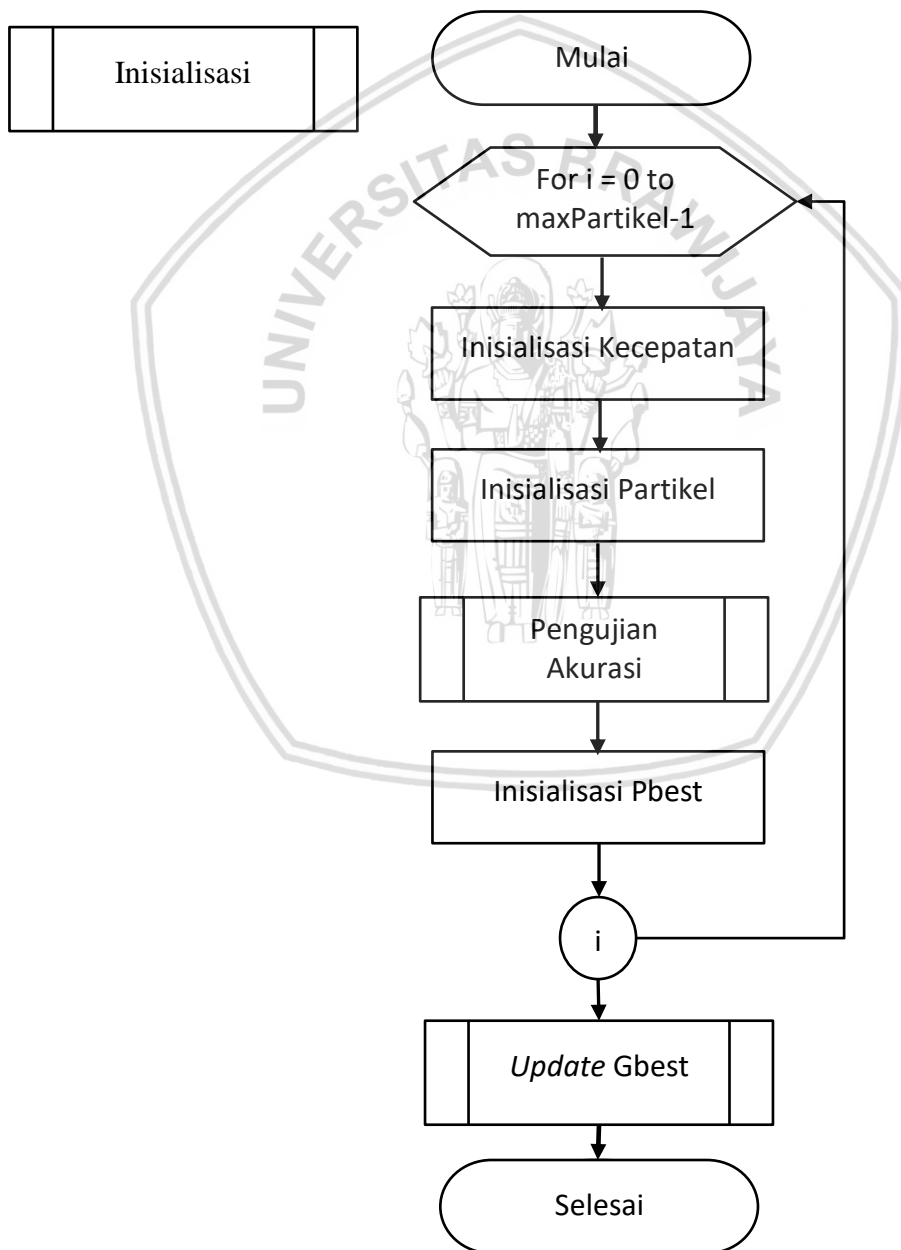 Inisialisasi
Mulai
UNIVERSITAS BRAWIJAYA
For i = 0 to
maxPartikel-1
Inisialisasi Kecepatan
Inisialisasi Partikel
Pengujian
Akurasi
Inisialisasi Pbest
i
Update Gbest
Selesai